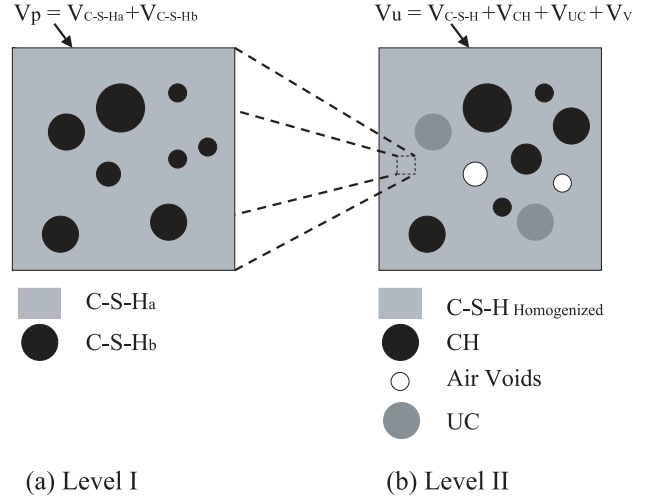 Vp = VC-S-Ha + VC-S-Hb
Vu = VC-S-H + VCH + VUC + VV
C-S-Ha
C-S-Hb
C-S-H Homogenized
CH
Air Voids
UC
(a) Level I
(b) Level II